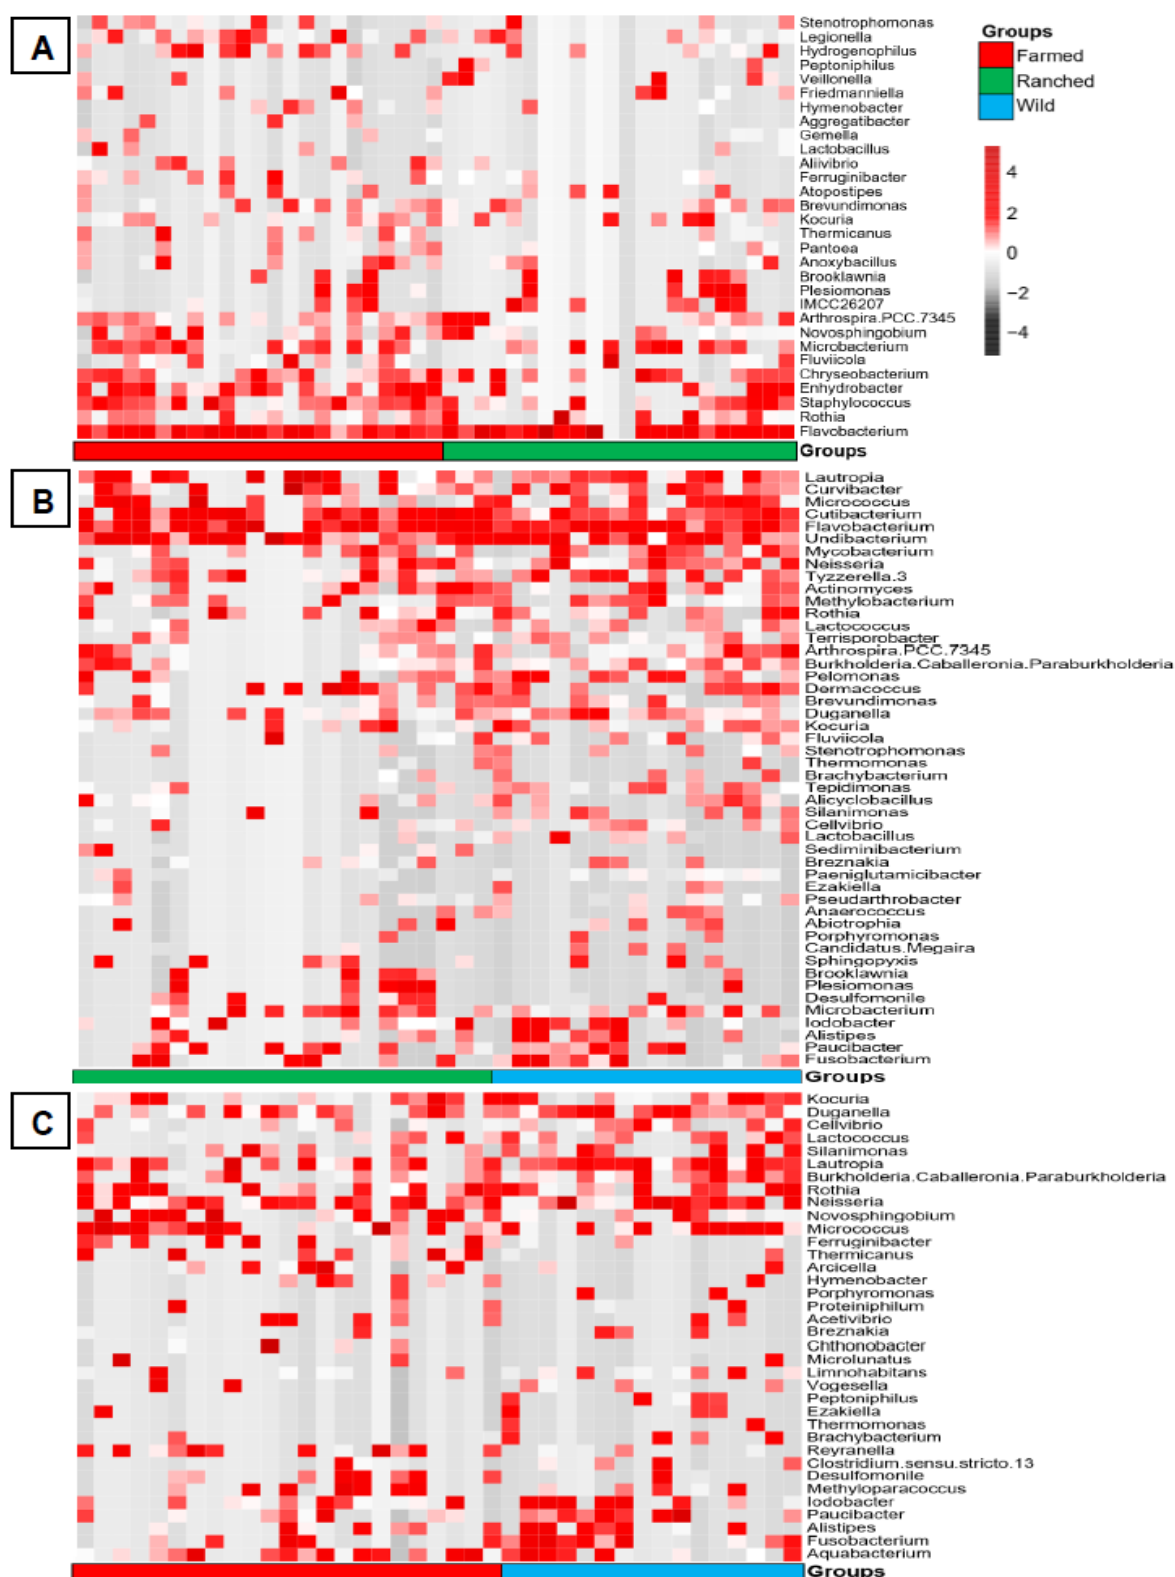 A
Stenotrophomonas
Legionella
Hydrogenophilus
Peptoniphilus
Veillonella
Friedmanniella
Hymenobacter
Aggregatibacter
Gemella
Lactobacillus
Aliivibrio
Ferruginibacter
Atopostipes
Brevundimonas
Kocuria
Thermicanus
Pantoea
Anoxybacillus
Brooklawnia
Plesiomonas
IMCC26207
Arthrospira.PCC.7345
Novosphingobium
Microbacterium
Fluviicola
Chryseobacterium
Enhydrobacter
Staphylococcus
Rothia
Flavobacterium
Groups
Groups
Farmed
Ranched
Wild
4
2
0
−2
−4
B
Lautropia
Curvibacter
Micrococcus
Cutibacterium
Flavobacterium
Undibacterium
Mycobacterium
Neisseria
Tyzzerella.3
Actinomyces
Methylobacterium
Rothia
Lactococcus
Terrisporobacter
Arthrospira.PCC.7345
Burkholderia.Caballeronia.Paraburkholderia
Pelomonas
Dermacoccus
Brevundimonas
Duganella
Kocuria
Fluviicola
Stenotrophomonas
Thermomonas
Brachybacterium
Tepidimonas
Alicyclobacillus
Silanimonas
Cellvibrio
Lactobacillus
Sediminibacterium
Breznakia
Paeniglutamicibacter
Ezakiella
Pseudarthrobacter
Anaerococcus
Abiotrophia
Porphyromonas
Candidatus.Megaira
Sphingopyxis
Brooklawnia
Plesiomonas
Desulfomonile
Microbacterium
Iodobacter
Alistipes
Paucibacter
Fusobacterium
Groups
C
Kocuria
Duganella
Cellvibrio
Lactococcus
Silanimonas
Lautropia
Burkholderia.Caballeronia.Paraburkholderia
Rothia
Neisseria
Novosphingobium
Micrococcus
Ferruginibacter
Thermicanus
Arcicella
Hymenobacter
Porphyromonas
Proteiniphilum
Acetivibrio
Breznakia
Chthonobacter
Microlunatus
Limnohabitans
Vogesella
Peptoniphilus
Ezakiella
Thermomonas
Brachybacterium
Reyranella
Clostridium.sensu.stricto.13
Desulfomonile
Methyloparacoccus
Iodobacter
Paucibacter
Alistipes
Fusobacterium
Aquabacterium
Groups